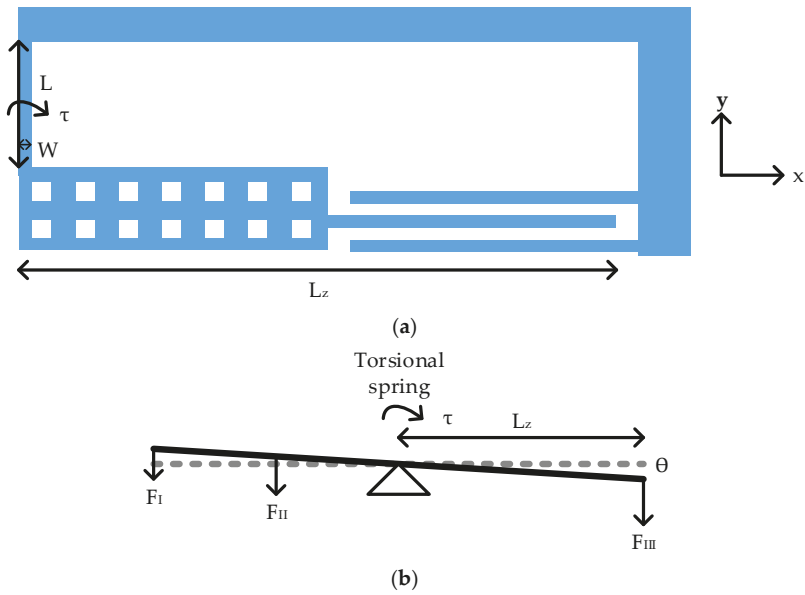 L
τ
W
y
x
Lz
(a)
Torsional
spring
τ
Lz
θ
FI
FII
FIII
(b)